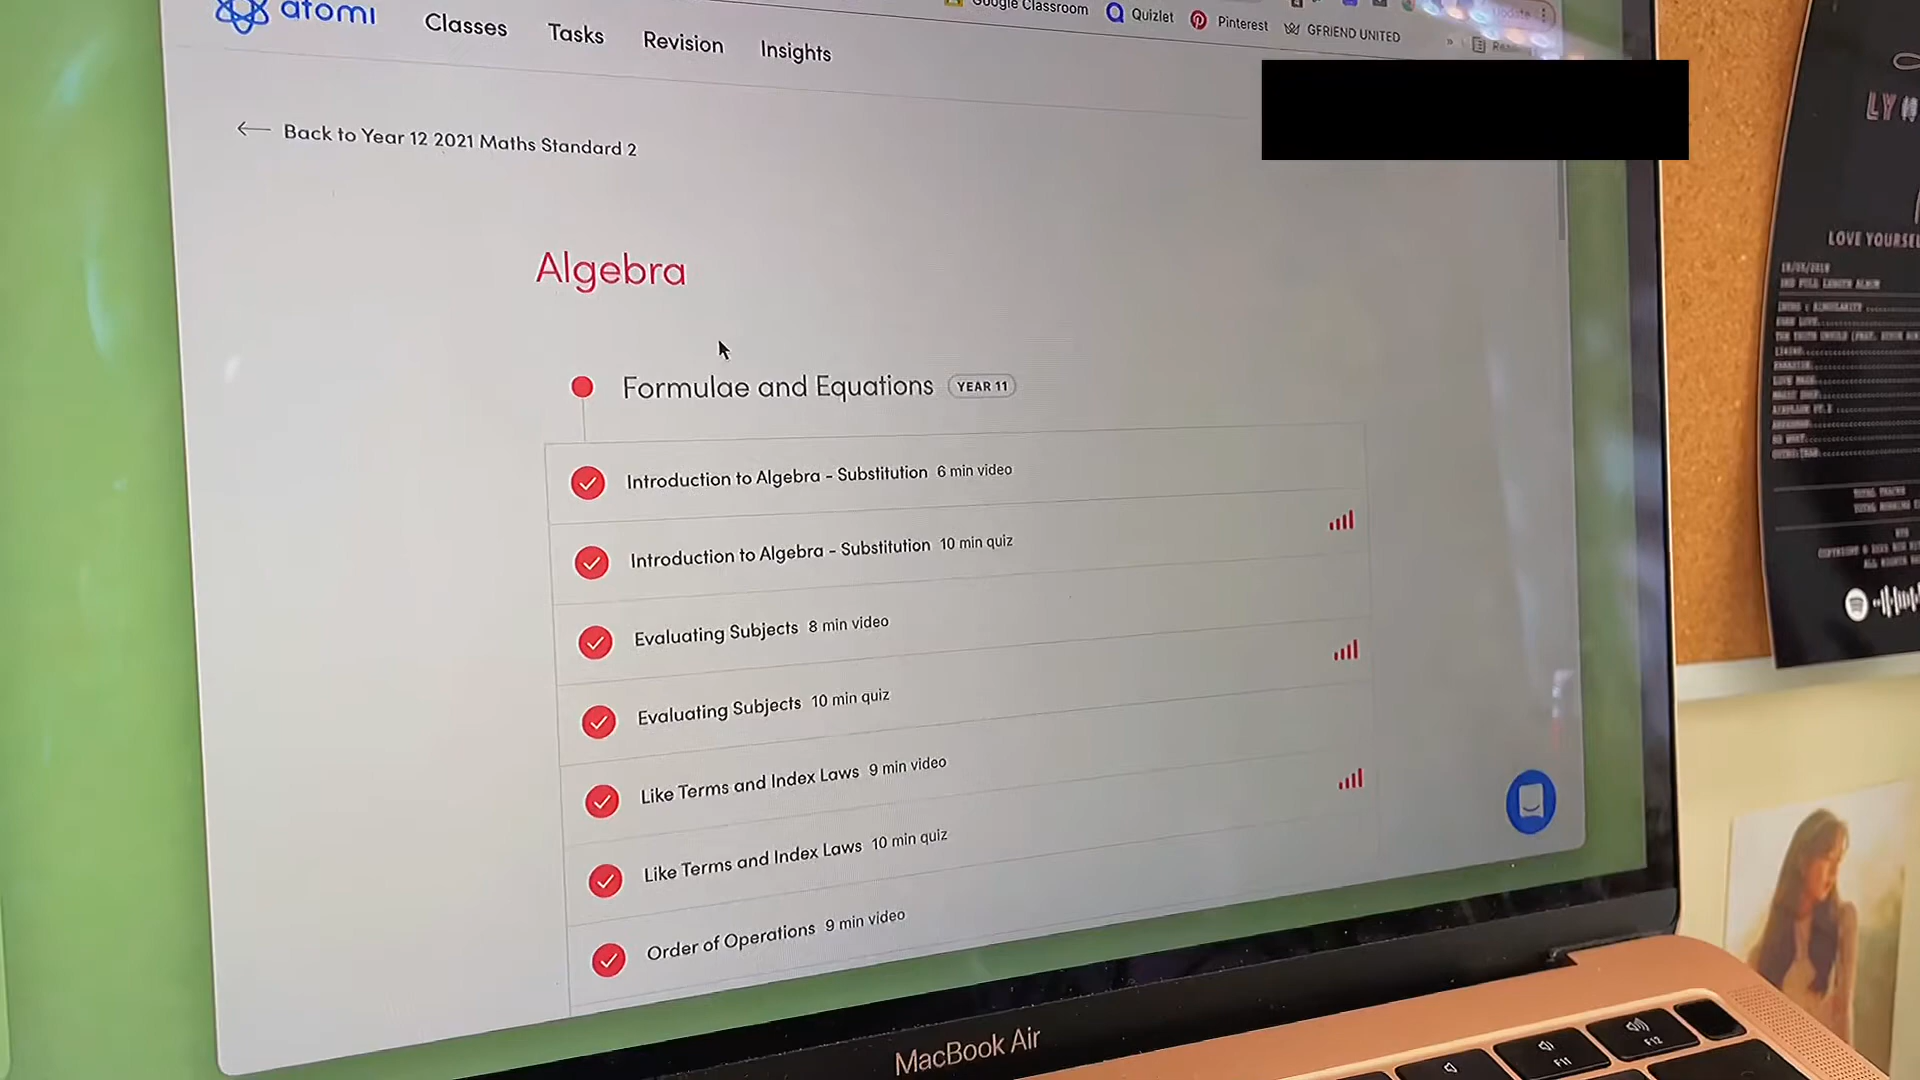 Google Classroom
Quizlet
Pinterest
GFRIEND UNITED
atomi
Classes
Tasks
Revision
Insights
Back to Year 12 2021 Maths Standard 2
Algebra
Formulae and Equations YEAR 11
Introduction to Algebra - Substitution 6 min video
Introduction to Algebra - Substitution 10 min quiz
Evaluating Subjects 8 min video
Evaluating Subjects 10 min quiz
Like Terms and Index Laws 9 min video
Like Terms and Index Laws 10 min quiz
Order of Operations 9 min video
MacBook Air
F11
F12
LY